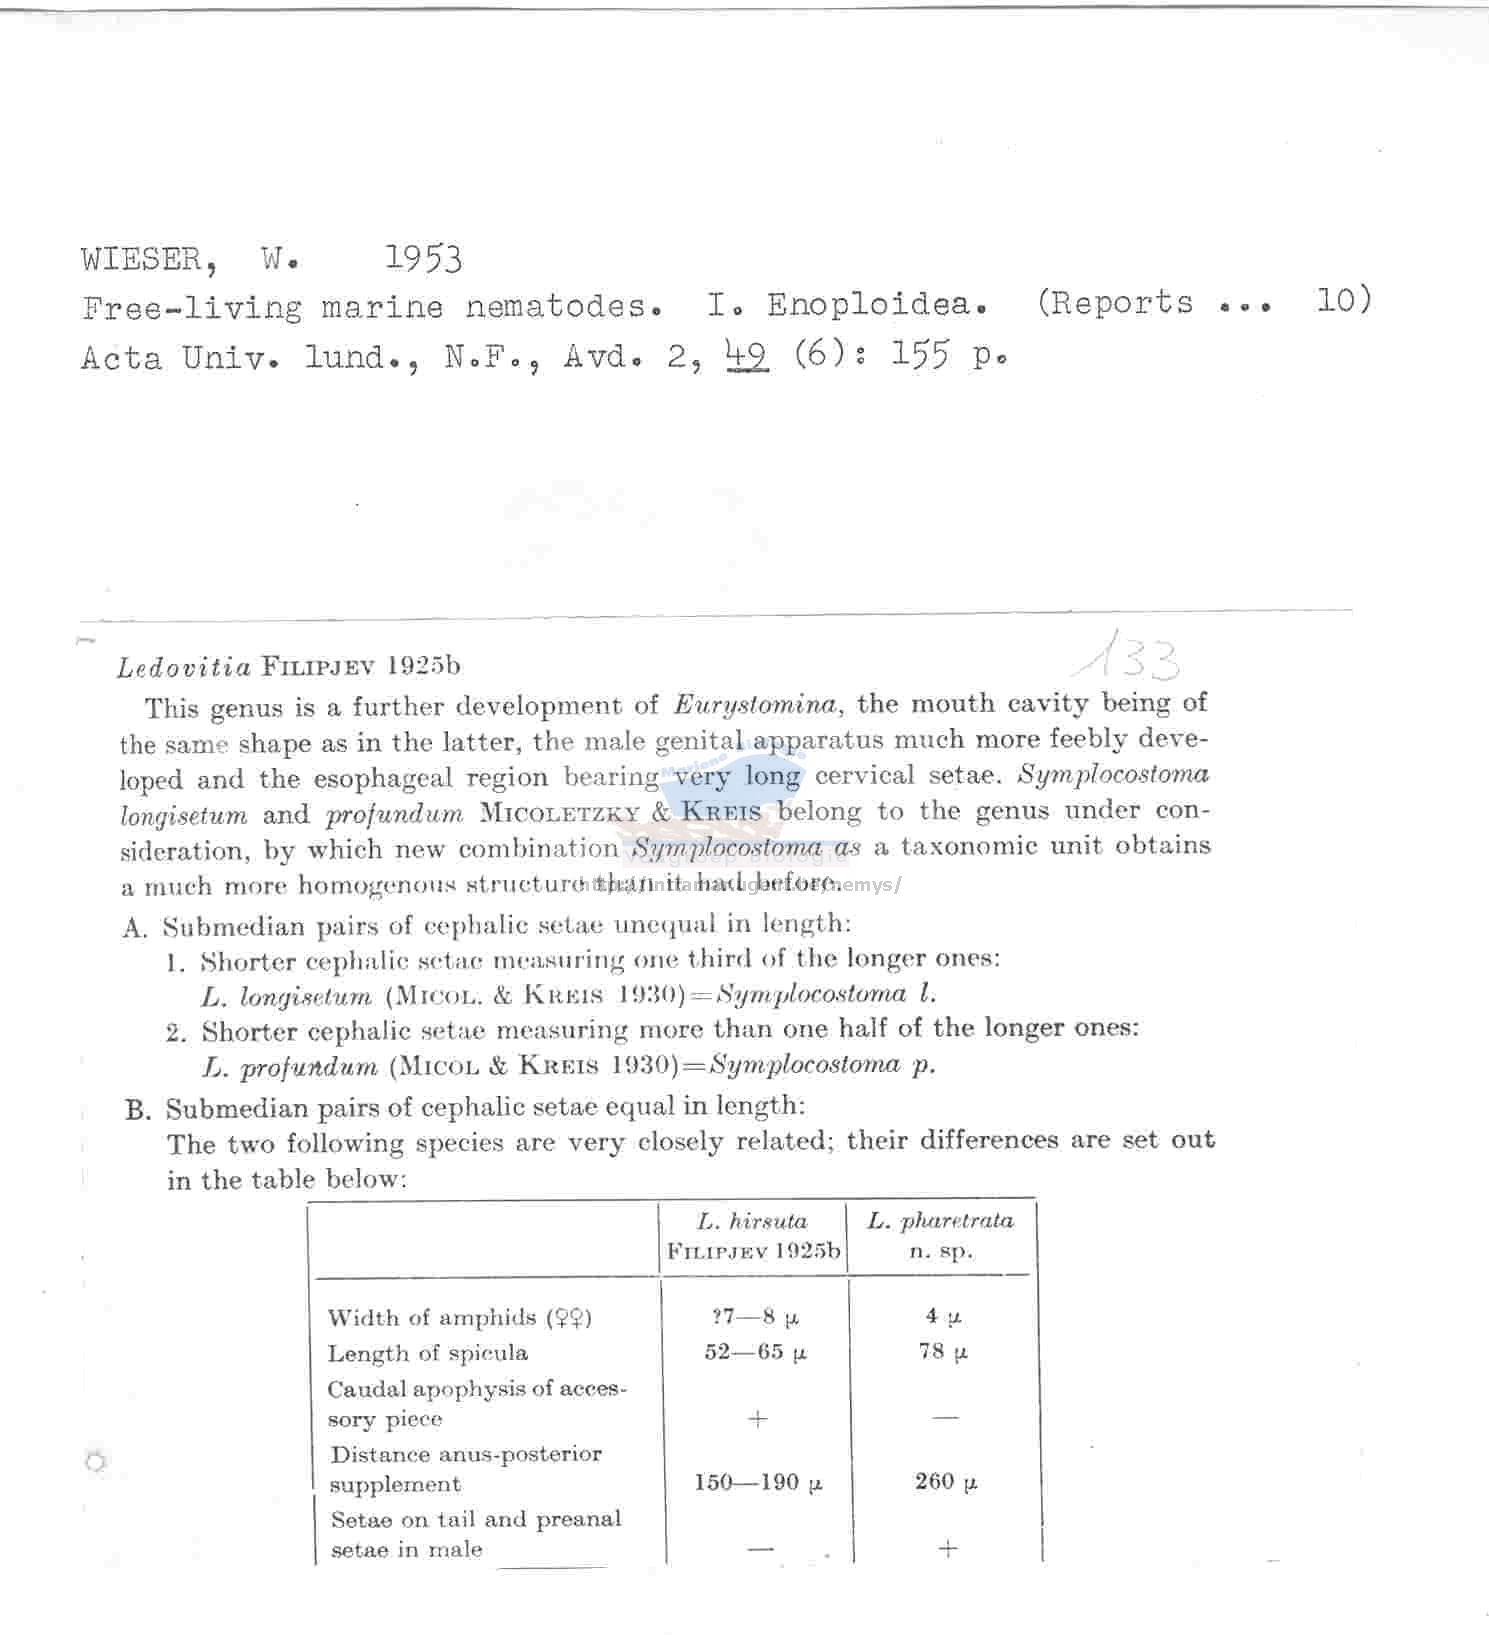 WIESER, W. 1953
Free-living marine nematodes. I. Enoploidea. (Reports ... 10)
Acta Univ. lund., N.F., Avd. 2, 49 (6): 155 p.
133
Ledovitia FILIPJEV 1925b
This genus is a further development of Eurystomina, the mouth cavity being of
the same shape as in the latter, the male genital apparatus much more feebly deve-
loped and the esophageal region bearing very long cervical setae. Symplocostoma
longisetum and profundum MICOLETZKY & KREIS belong to the genus under con-
sideration, by which new combination Symplocostoma as a taxonomic unit obtains
a much more homogenous structure than it had before.
A. Submedian pairs of cephalic setae unequal in length:
1. Shorter cephalic setae measuring one third of the longer ones:
L. longisetum (MICOL. & KREIS 1930)=Symplocostoma l.
2. Shorter cephalic setae measuring more than one half of the longer ones:
L. profundum (MICOL & KREIS 1930)=Symplocostoma p.
B. Submedian pairs of cephalic setae equal in length:
The two following species are very closely related; their differences are set out
in the table below:
L. hirsuta L. pharetrata
FILIPJEV 1925b n. sp.
Width of amphids (♀♀) ?7—8 μ 4 μ
Length of spicula 52—65 μ 78 μ
Caudal apophysis of acces-
sory piece + —
Distance anus-posterior
supplement 150—190 μ 260 μ
Setae on tail and preanal
setae in male — +